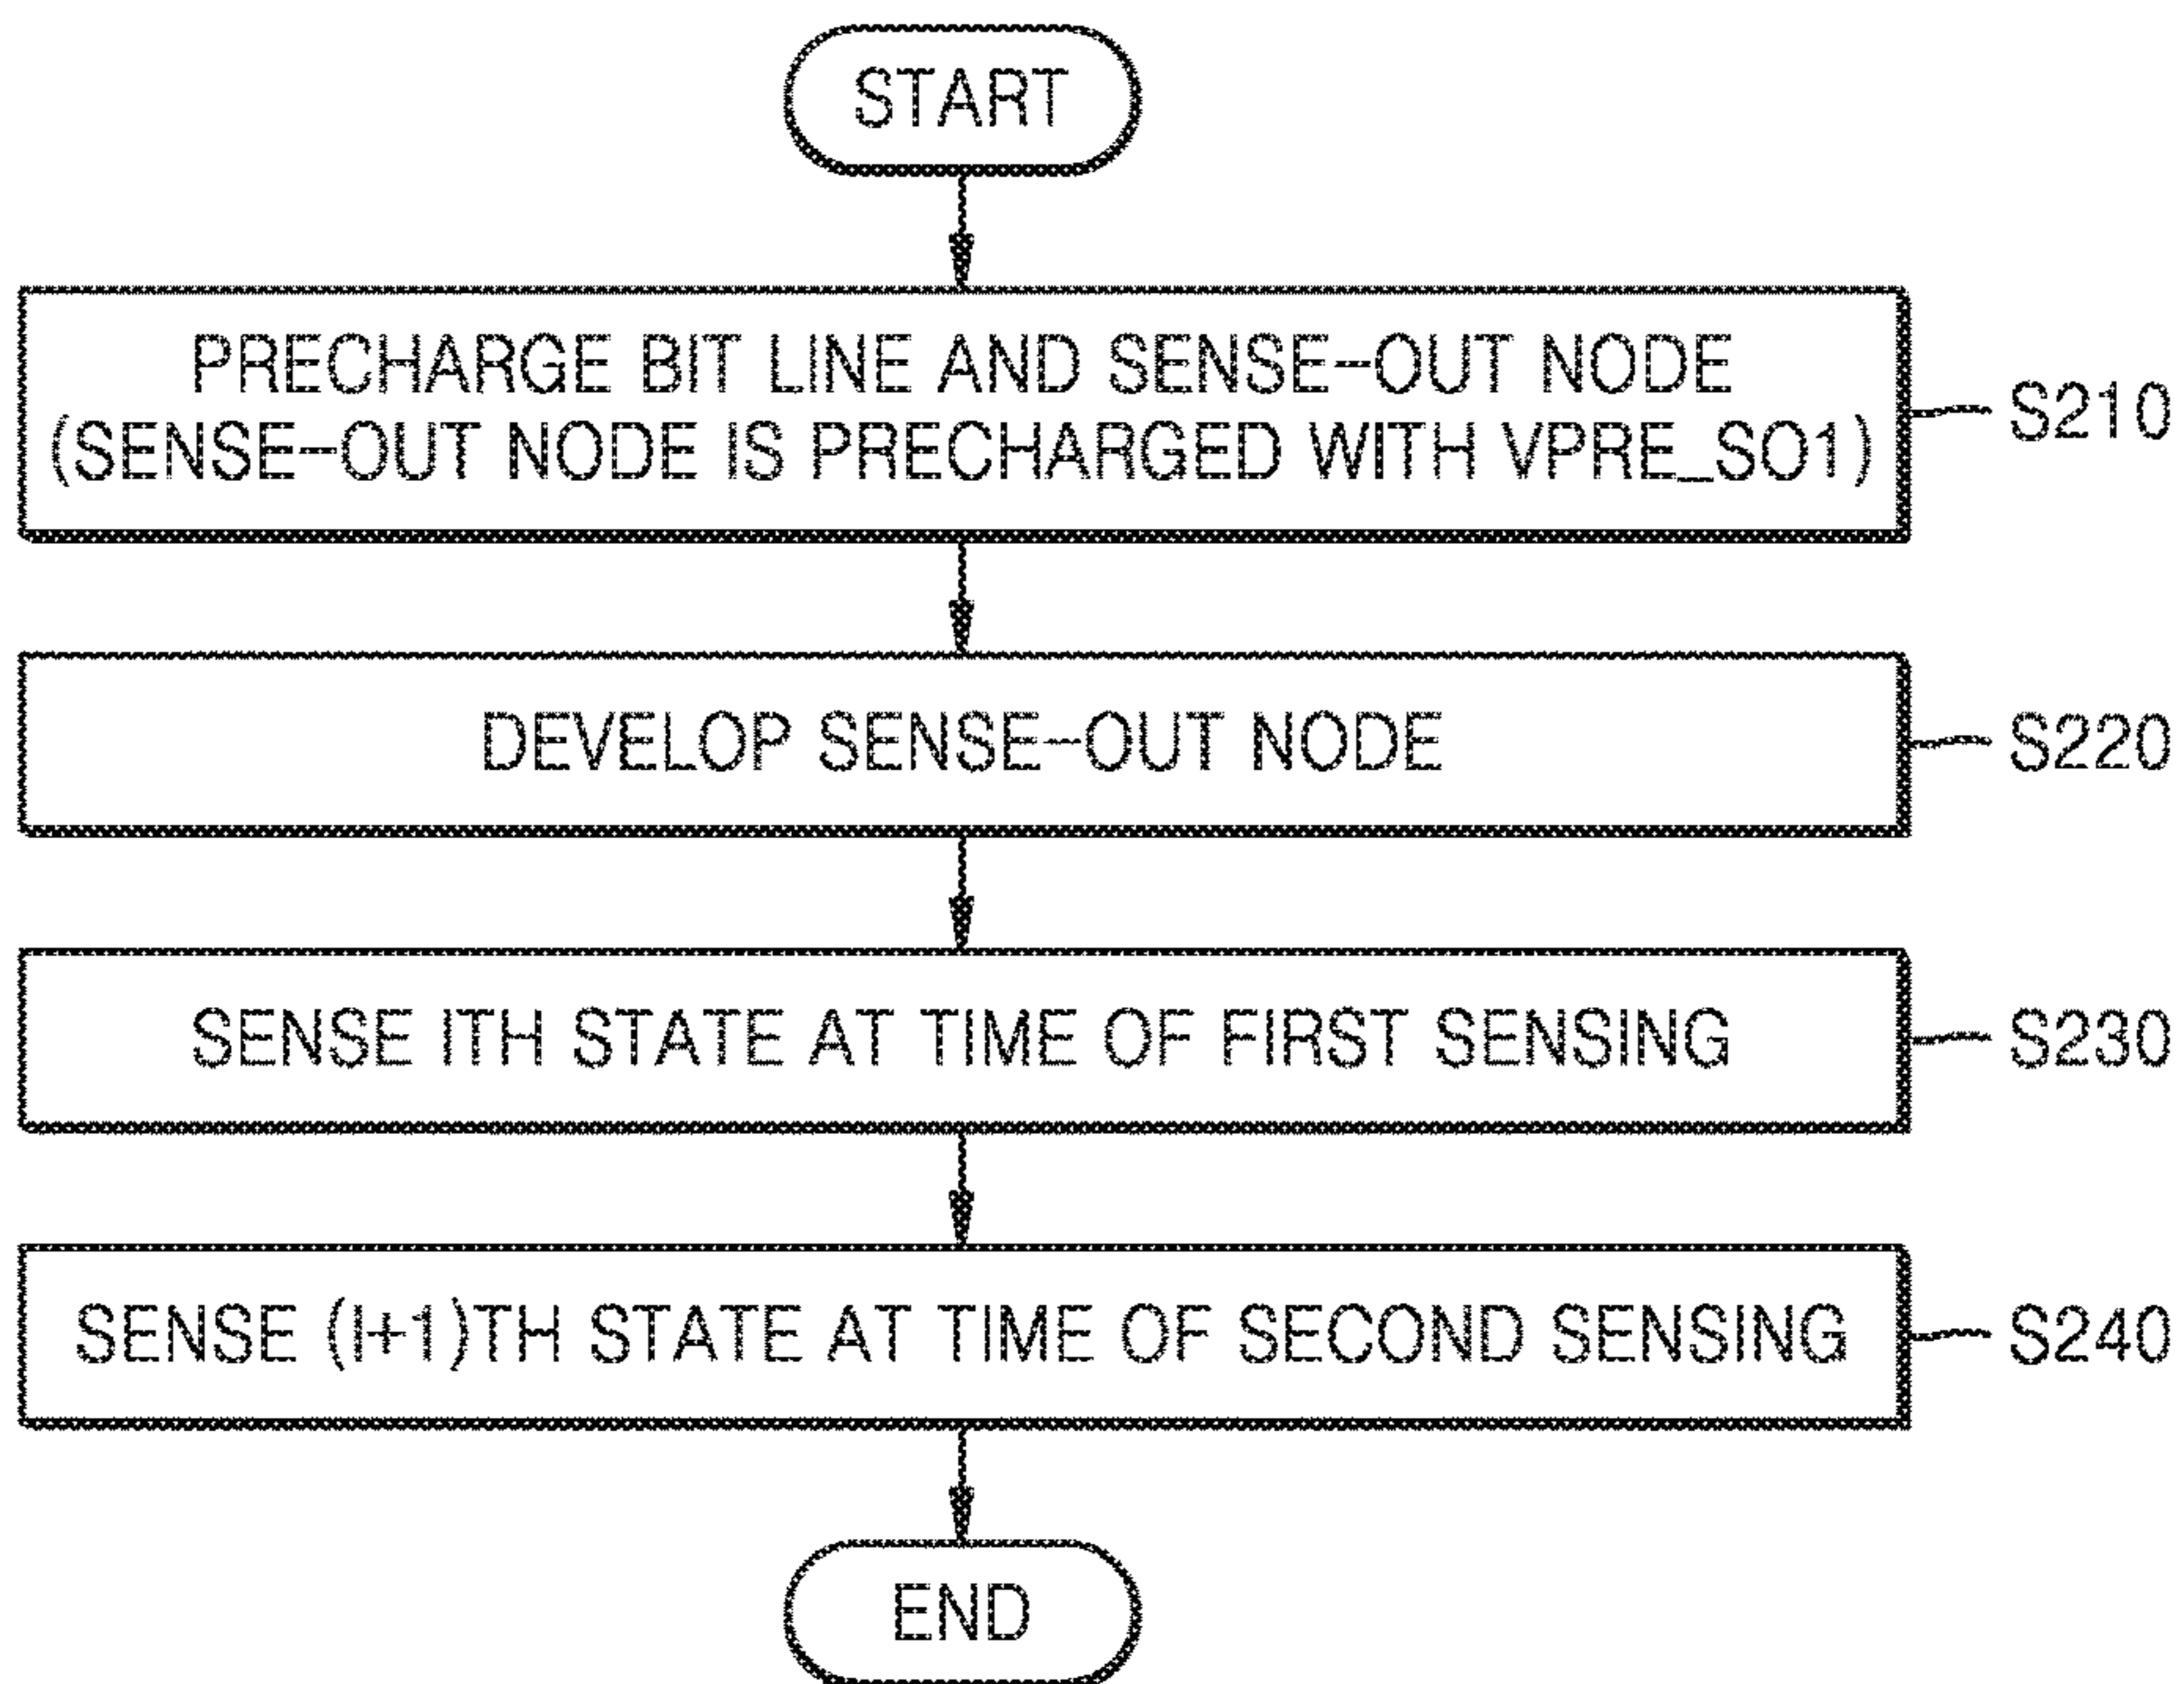 START
PRECHARGE BIT LINE AND SENSE-OUT NODE
(SENSE-OUT NODE IS PRECHARGED WITH VPRE_SO1)
S210
DEVELOP SENSE-OUT NODE
S220
SENSE ITH STATE AT TIME OF FIRST SENSING
S230
SENSE (I+1)TH STATE AT TIME OF SECOND SENSING
S240
END